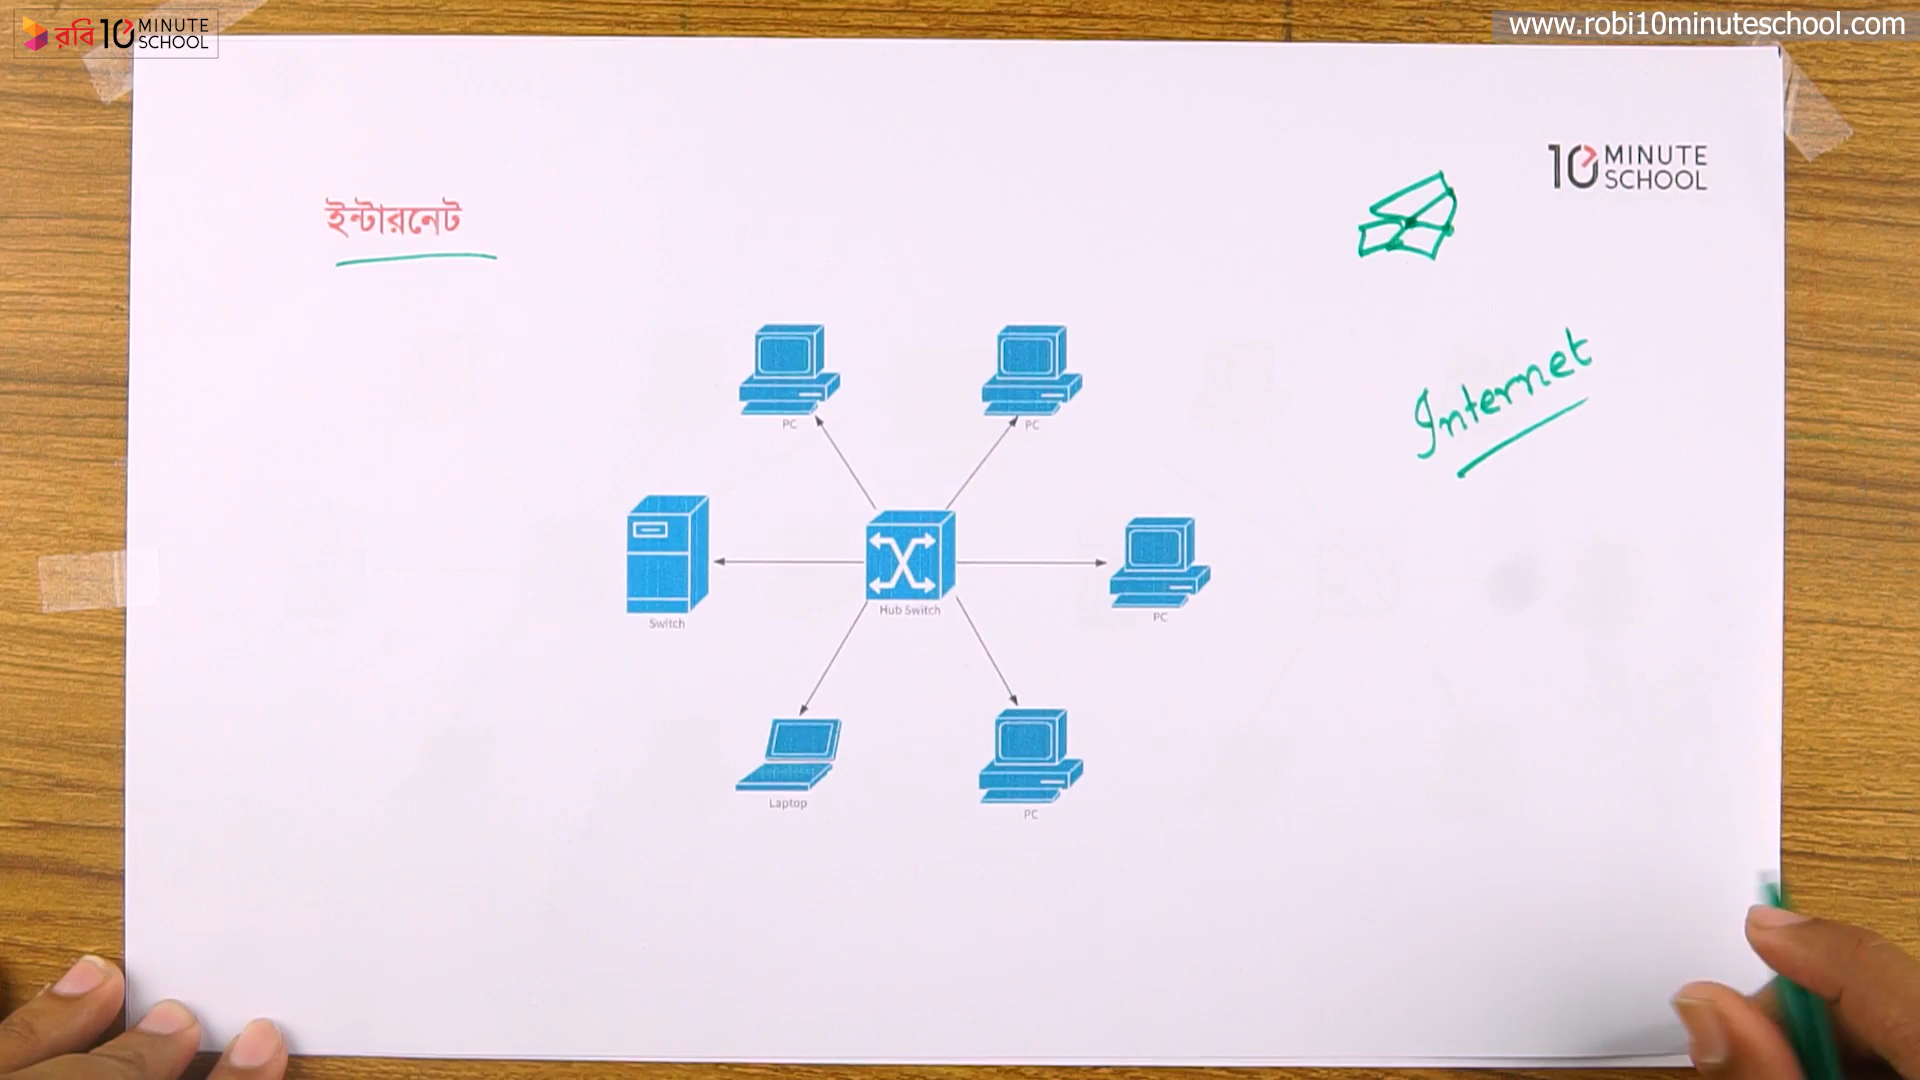 রবি 10 MINUTE SCHOOL
www.robi10minuteschool.com
10 MINUTE SCHOOL
ইন্টারনেট
Internet
PC
PC
Switch
Hub Switch
PC
Laptop
PC